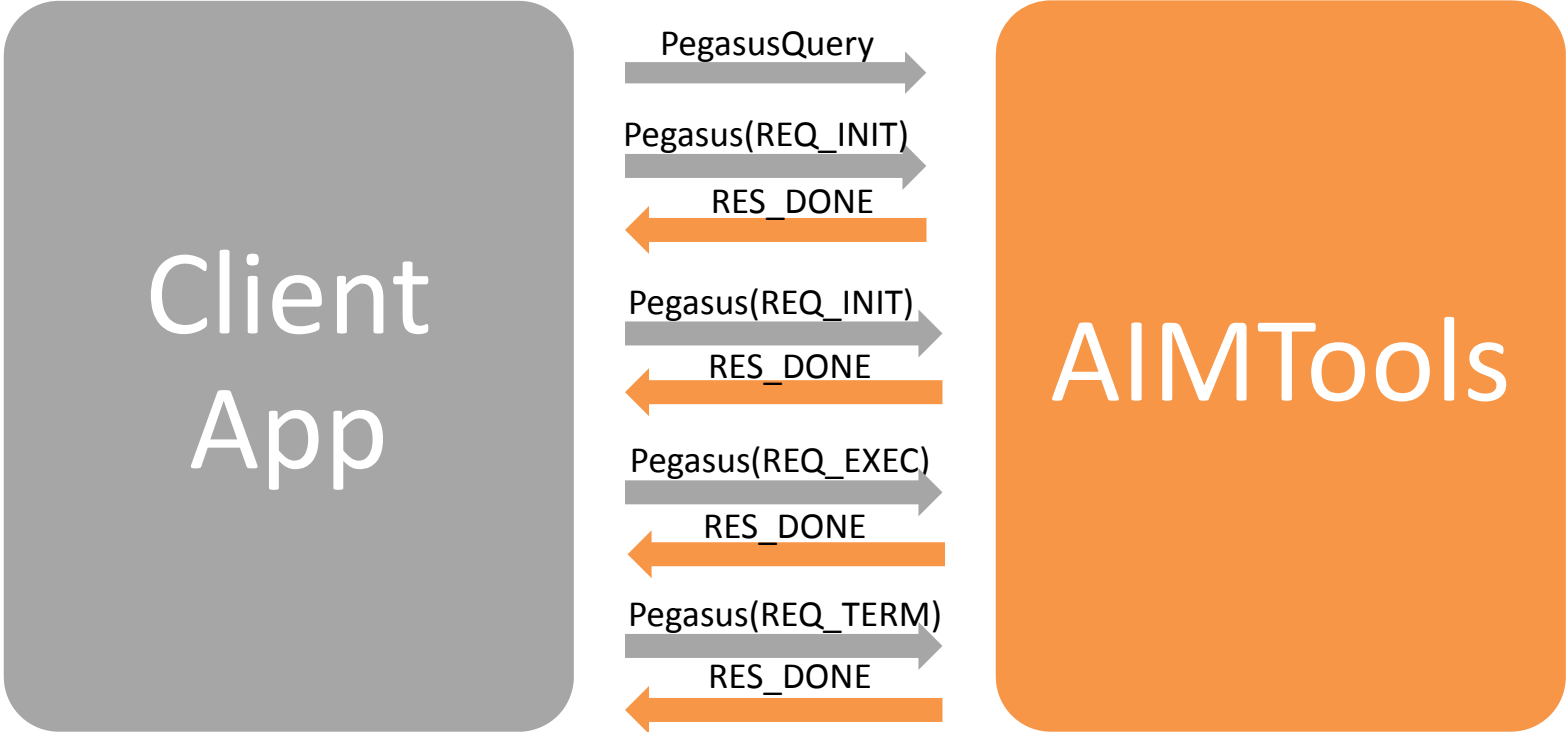 Client
App
PegasusQuery
Pegasus(REQ_INIT)
RES_DONE
Pegasus(REQ_INIT)
RES_DONE
Pegasus(REQ_EXEC)
RES_DONE
Pegasus(REQ_TERM)
RES_DONE
AIMTools